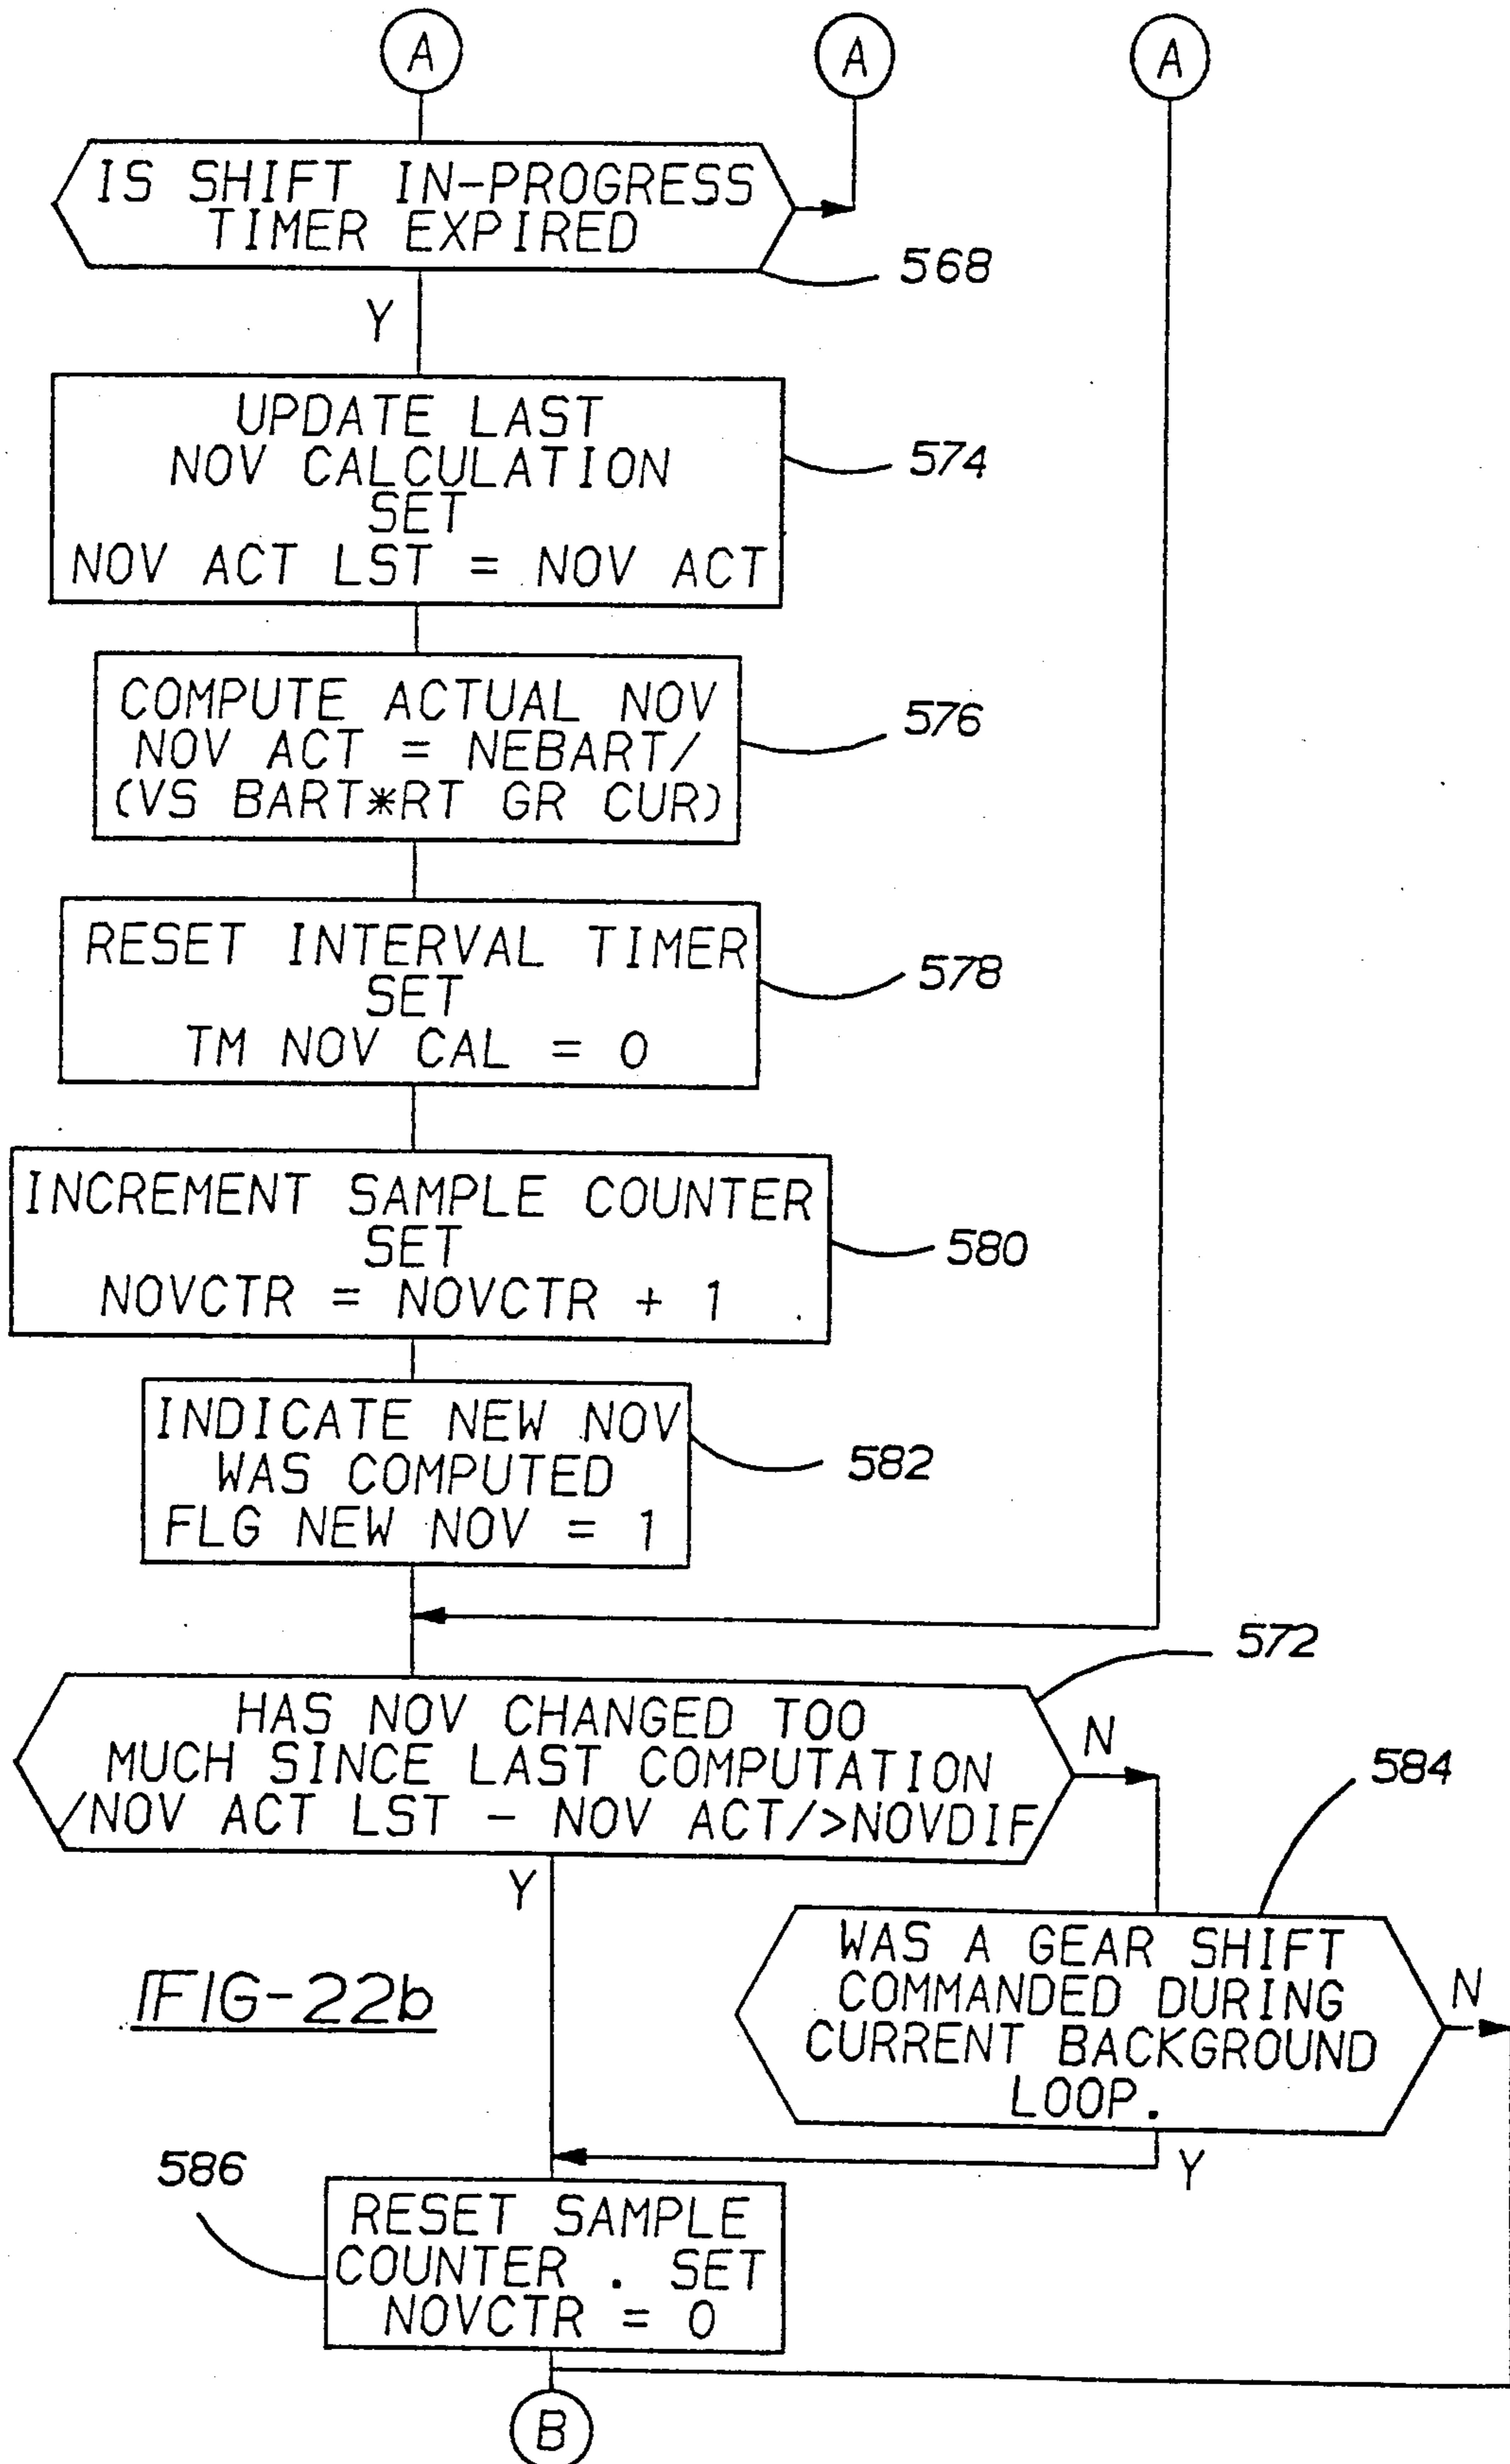 A
A
A
IS SHIFT IN-PROGRESS
TIMER EXPIRED
568
Y
UPDATE LAST
NOV CALCULATION
SET
NOV ACT LST = NOV ACT
574
COMPUTE ACTUAL NOV
NOV ACT = NEBART/
(VS BART*RT GR CUR)
576
RESET INTERVAL TIMER
SET
TM NOV CAL = 0
578
INCREMENT SAMPLE COUNTER
SET
NOVCTR = NOVCTR + 1
580
INDICATE NEW NOV
WAS COMPUTED
FLG NEW NOV = 1
582
572
HAS NOV CHANGED TOO
MUCH SINCE LAST COMPUTATION
/NOV ACT LST - NOV ACT/>NOVDIF
N
584
Y
WAS A GEAR SHIFT
COMMANDED DURING
CURRENT BACKGROUND
LOOP.
N
FIG-22b
Y
586
RESET SAMPLE
COUNTER . SET
NOVCTR = 0
B